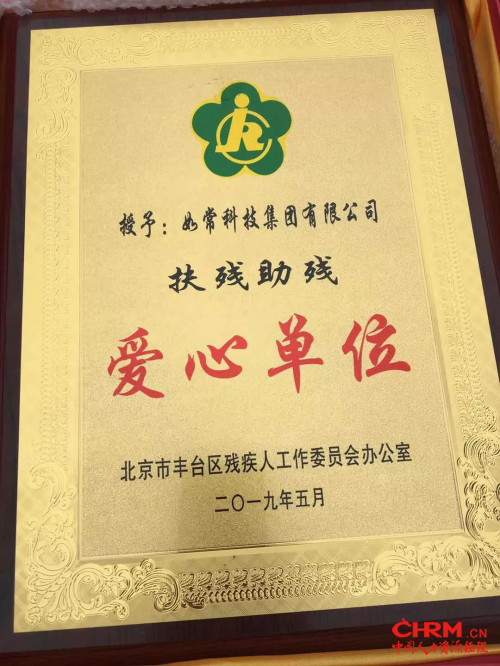 授予：如常科技集团有限公司
扶残助残
爱心单位
北京市丰台区残疾人工作委员会办公室
二〇一九年五月
CHRM.CN
中国人力资源经理